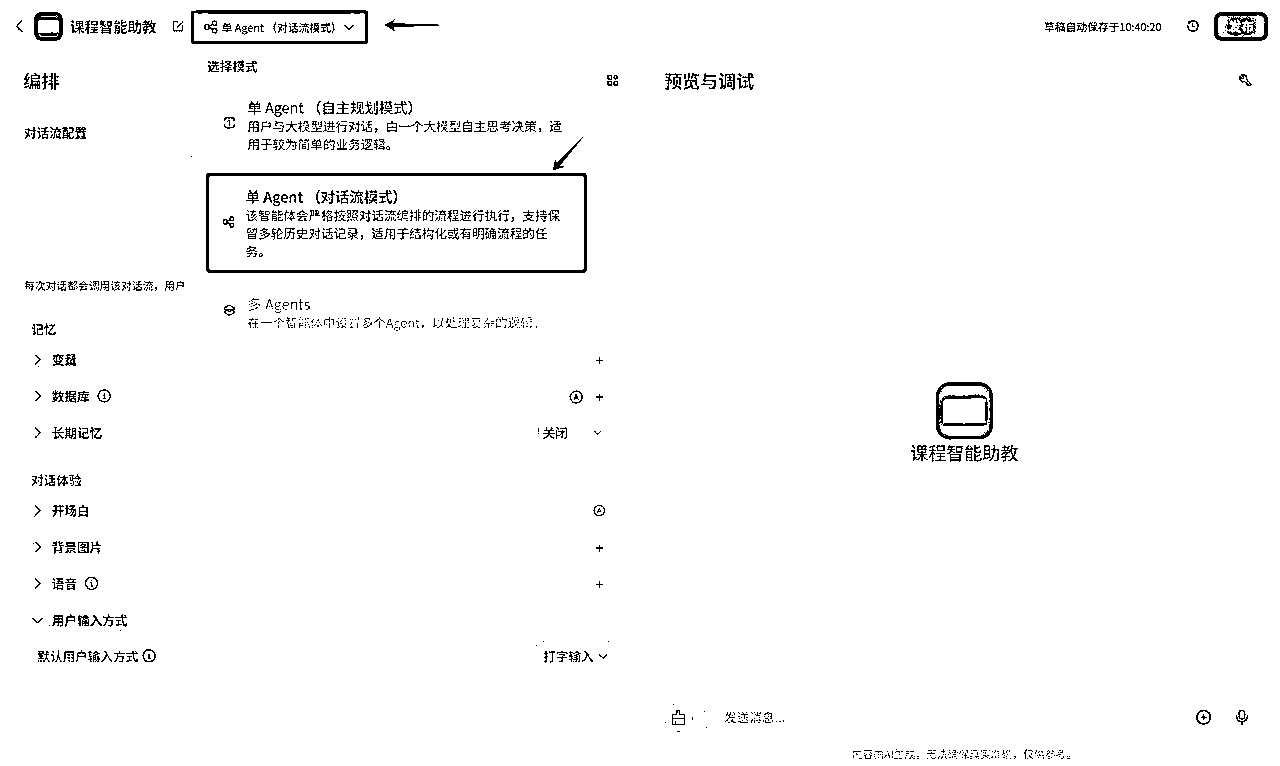 课程智能助教
单 Agent （对话流模式）
草稿自动保存于10:40:20
发布
编排
选择模式
预览与调试
单 Agent （自主规划模式）
用户与大模型进行对话，由一个大模型自主思考决策，适
用于较为简单的业务逻辑。
对话流配置
单 Agent （对话流模式）
该智能体会严格按照对话流编排的流程进行执行，支持保
留多轮历史对话记录，适用于结构化或有明确流程的任
务。
每次对话都会调用该对话流，用户
多 Agents
在一个智能体中设置多个Agent，以处理复杂的逻辑。
记忆
变量
数据库
长期记忆
关闭
课程智能助教
对话体验
开场白
背景图片
语音
用户输入方式
默认用户输入方式
打字输入
发送消息...
内容由AI生成，无法确保真实准确，仅供参考。